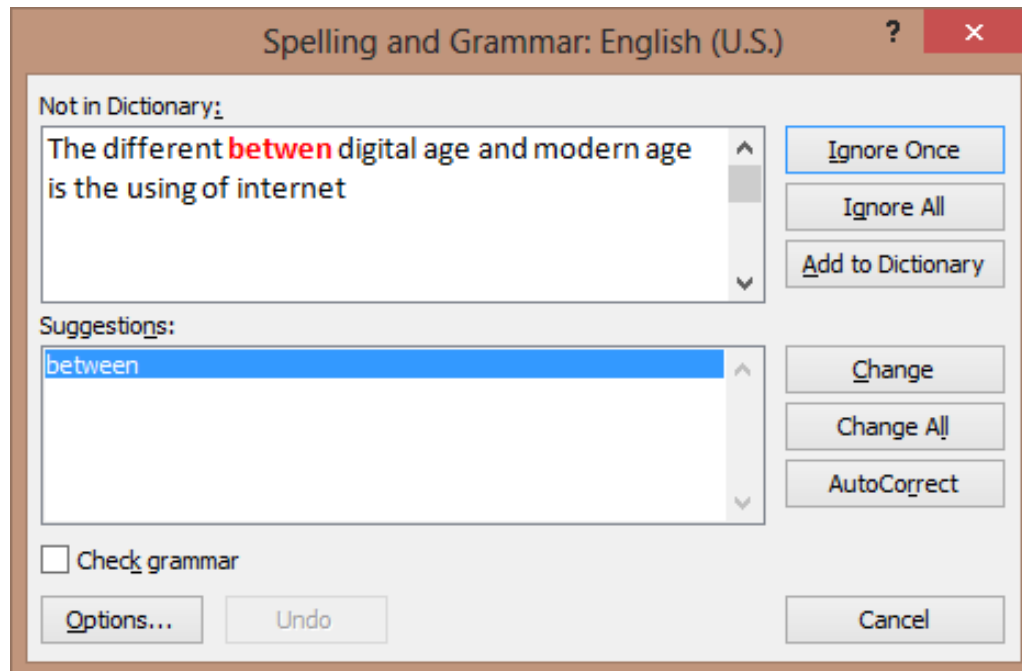 Spelling and Grammar: English (U.S.)
?
Not in Dictionary:
The different betwen digital age and modern age
is the using of internet
Ignore Once
Ignore All
Add to Dictionary
Suggestions:
between
Change
Change All
AutoCorrect
Check grammar
Options...
Undo
Cancel